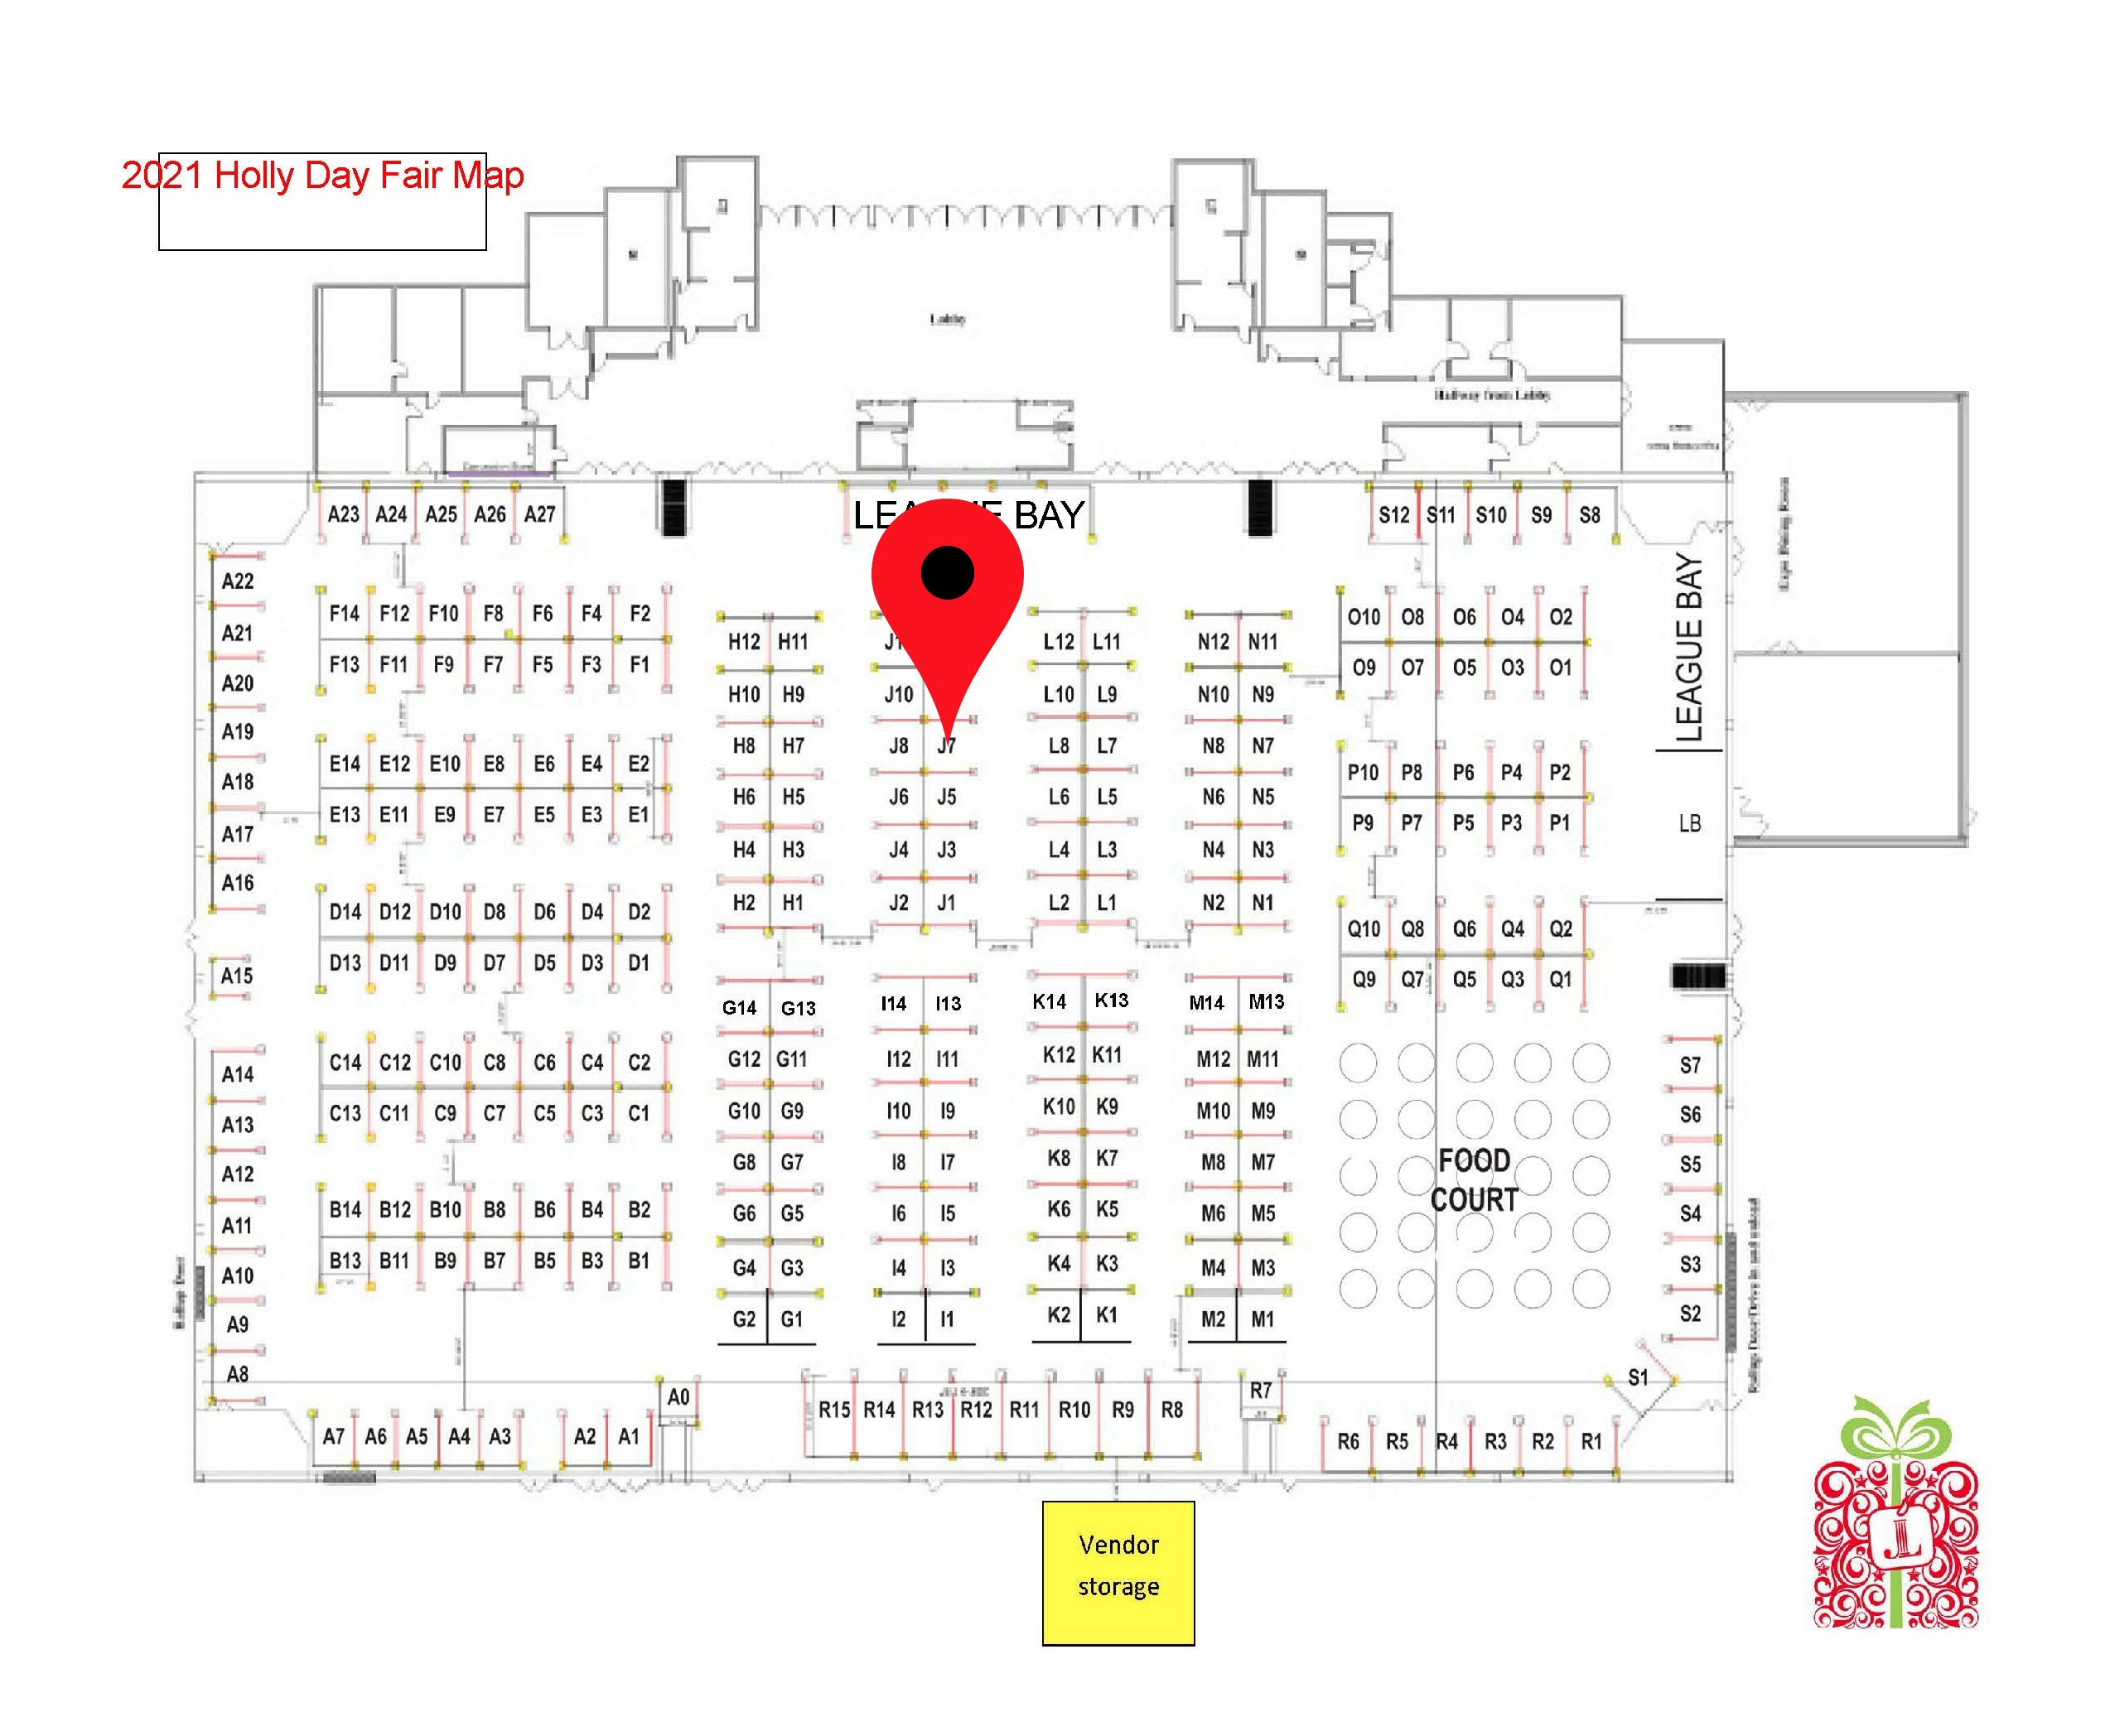 2021 Holly Day Fair Map
Lobby
Hallway from Lobby
LEAGUE BAY
A23 A24 A25 A26 A27
S12 S11 S10 S9 S8
A22
A21
A20
A19
A18
A17
A16
A15
A14
A13
A12
A11
A10
A9
A8
F14 F12 F10 F8 F6 F4 F2
F13 F11 F9 F7 F5 F3 F1
E14 E12 E10 E8 E6 E4 E2
E13 E11 E9 E7 E5 E3 E1
D14 D12 D10 D8 D6 D4 D2
D13 D11 D9 D7 D5 D3 D1
C14 C12 C10 C8 C6 C4 C2
C13 C11 C9 C7 C5 C3 C1
B14 B12 B10 B8 B6 B4 B2
B13 B11 B9 B7 B5 B3 B1
H12 H11
H10 H9
H8 H7
H6 H5
H4 H3
H2 H1
J10
J8 J7
J6 J5
J4 J3
J2 J1
L12 L11
L10 L9
L8 L7
L6 L5
L4 L3
L2 L1
N12 N11
N10 N9
N8 N7
N6 N5
N4 N3
N2 N1
G14 G13
G12 G11
G10 G9
G8 G7
G6 G5
G4 G3
G2 G1
I14 I13
I12 I11
I10 I9
I8 I7
I6 I5
I4 I3
I2 I1
K14 K13
K12 K11
K10 K9
K8 K7
K6 K5
K4 K3
K2 K1
M14 M13
M12 M11
M10 M9
M8 M7
M6 M5
M4 M3
M2 M1
O10 O8 O6 O4 O2
O9 O7 O5 O3 O1
P10 P8 P6 P4 P2
P9 P7 P5 P3 P1
Q10 Q8 Q6 Q4 Q2
Q9 Q7 Q5 Q3 Q1
LEAGUE BAY
LB
FOOD
COURT
S7
S6
S5
S4
S3
S2
S1
A7 A6 A5 A4 A3 A2 A1
A0
R15 R14 R13 R12 R11 R10 R9 R8
R7
R6 R5 R4 R3 R2 R1
Vendor
storage
JL